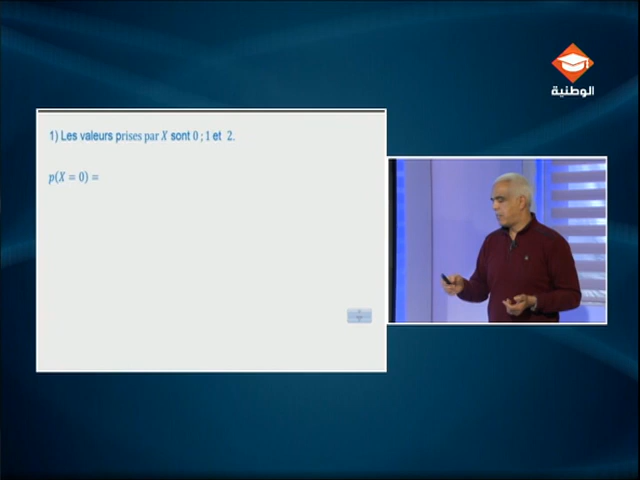 الوطنية
1) Les valeurs prises par X sont 0 ; 1 et 2.
p(X = 0) =